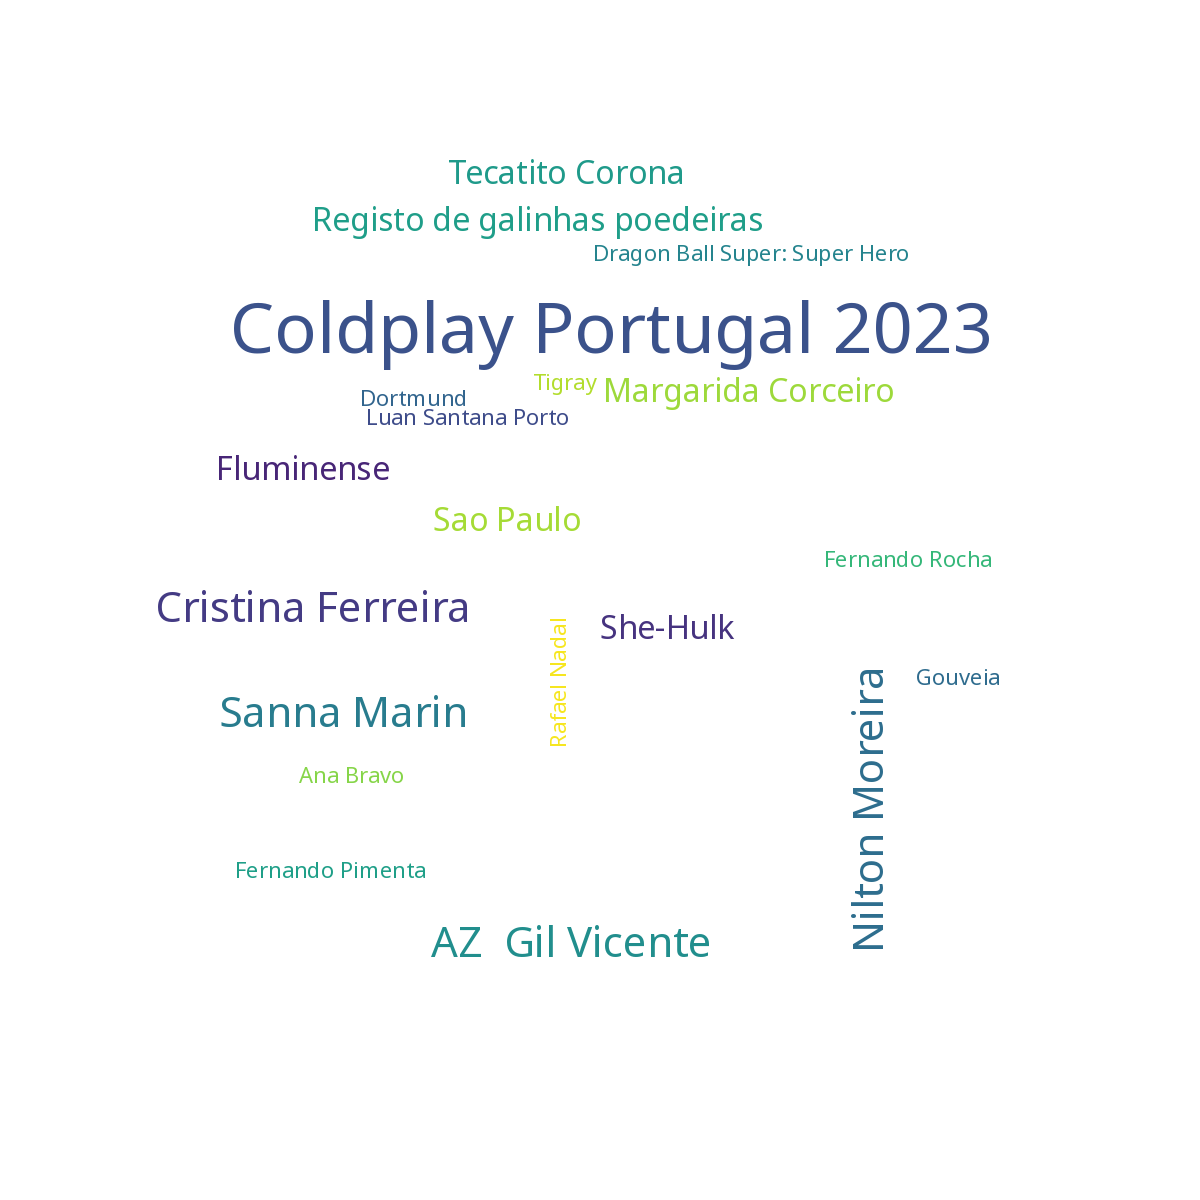 Tecatito Corona
Registo de galinhas poedeiras
Dragon Ball Super: Super Hero
Coldplay Portugal 2023
Tigray
Margarida Corceiro
Dortmund
Luan Santana Porto
Fluminense
Sao Paulo
Fernando Rocha
Cristina Ferreira
She-Hulk
Rafael Nadal
Gouveia
Nilton Moreira
Sanna Marin
Ana Bravo
Fernando Pimenta
AZ  Gil Vicente